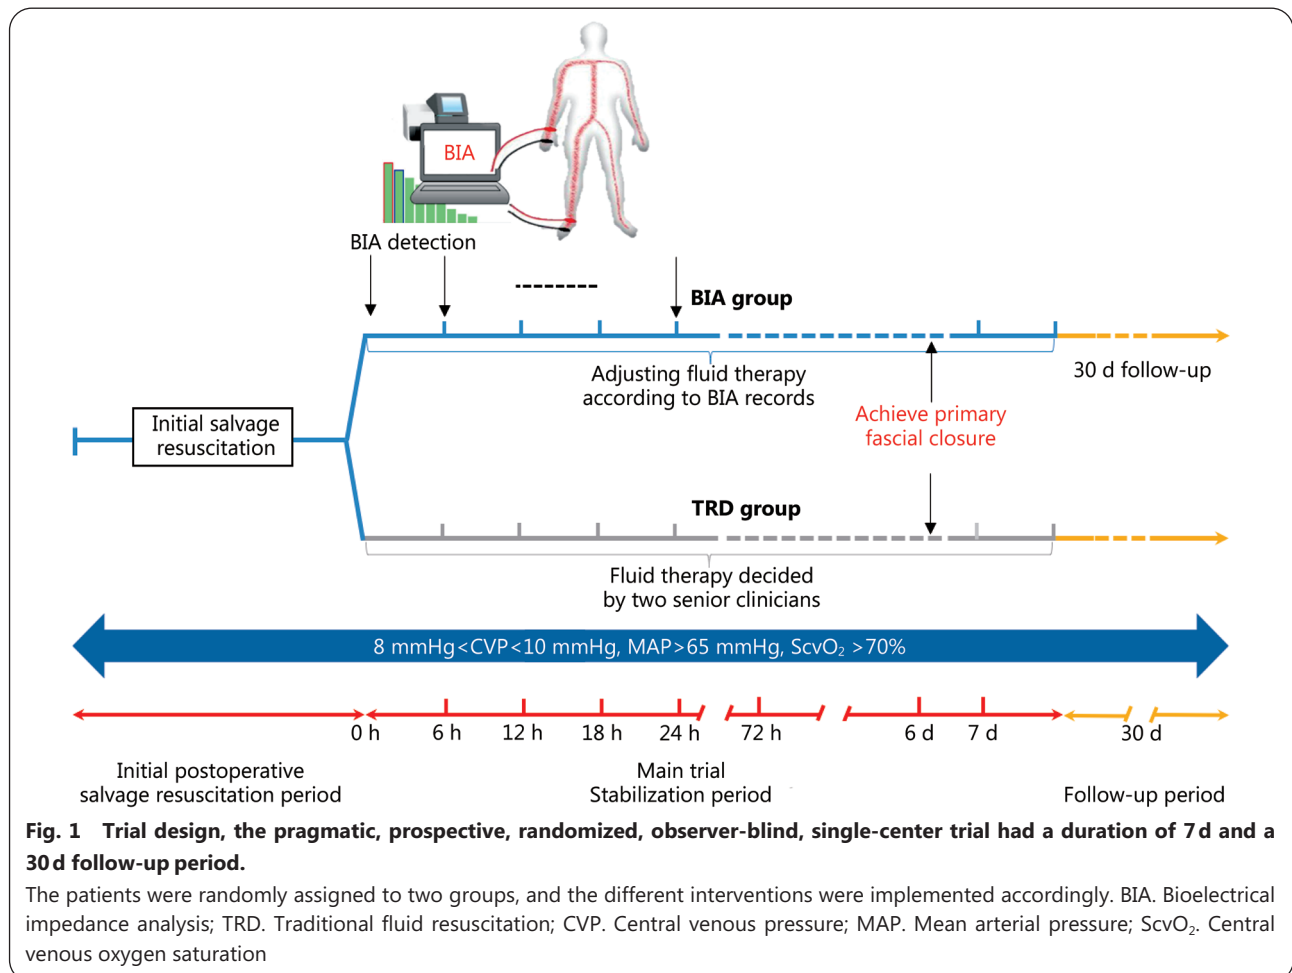 BIA
BIA detection
BIA group
Adjusting fluid therapy
according to BIA records
30 d follow-up
Initial salvage
resuscitation
Achieve primary
fascial closure
TRD group
Fluid therapy decided
by two senior clinicians
8 mmHg<CVP<10 mmHg, MAP>65 mmHg, ScvO₂ >70%
0 h 6 h 12 h 18 h 24 h 72 h 6 d 7 d 30 d
Initial postoperative
salvage resuscitation period
Main trial
Stabilization period
Follow-up period
Fig. 1 Trial design, the pragmatic, prospective, randomized, observer-blind, single-center trial had a duration of 7 d and a
30 d follow-up period.
The patients were randomly assigned to two groups, and the different interventions were implemented accordingly. BIA. Bioelectrical
impedance analysis; TRD. Traditional fluid resuscitation; CVP. Central venous pressure; MAP. Mean arterial pressure; ScvO₂. Central
venous oxygen saturation